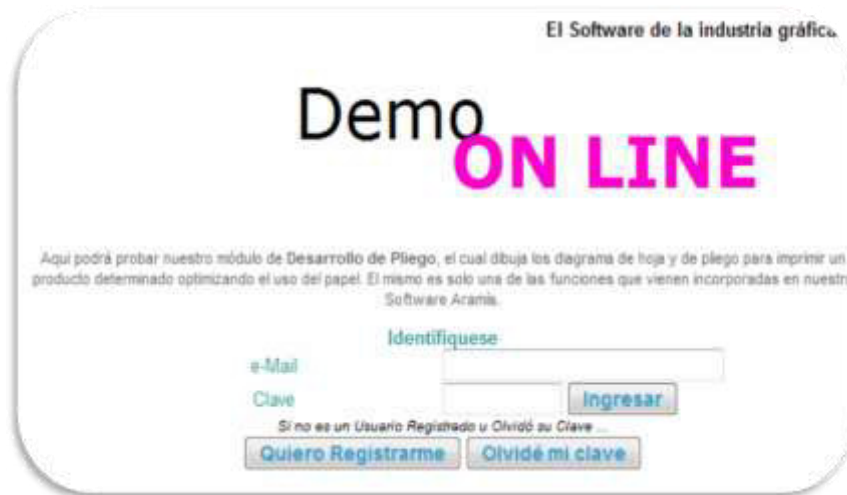 El Software de la industria gráfica
Demo
ON LINE
Aqui podrá probar nuestro módulo de Desarrollo de Pliego, el cual dibuja los diagrama de hoja y de pliego para imprimir un
producto determinado optimizando el uso del papel. El mismo es solo una de las funciones que vienen incorporadas en nuestro
Software Aramis.
Identifiquese
e-Mail
Clave
Ingresar
Si no es un Usuario Registrado u Olvidó su Clave ...
Quiero Registrarme
Olvidé mi clave